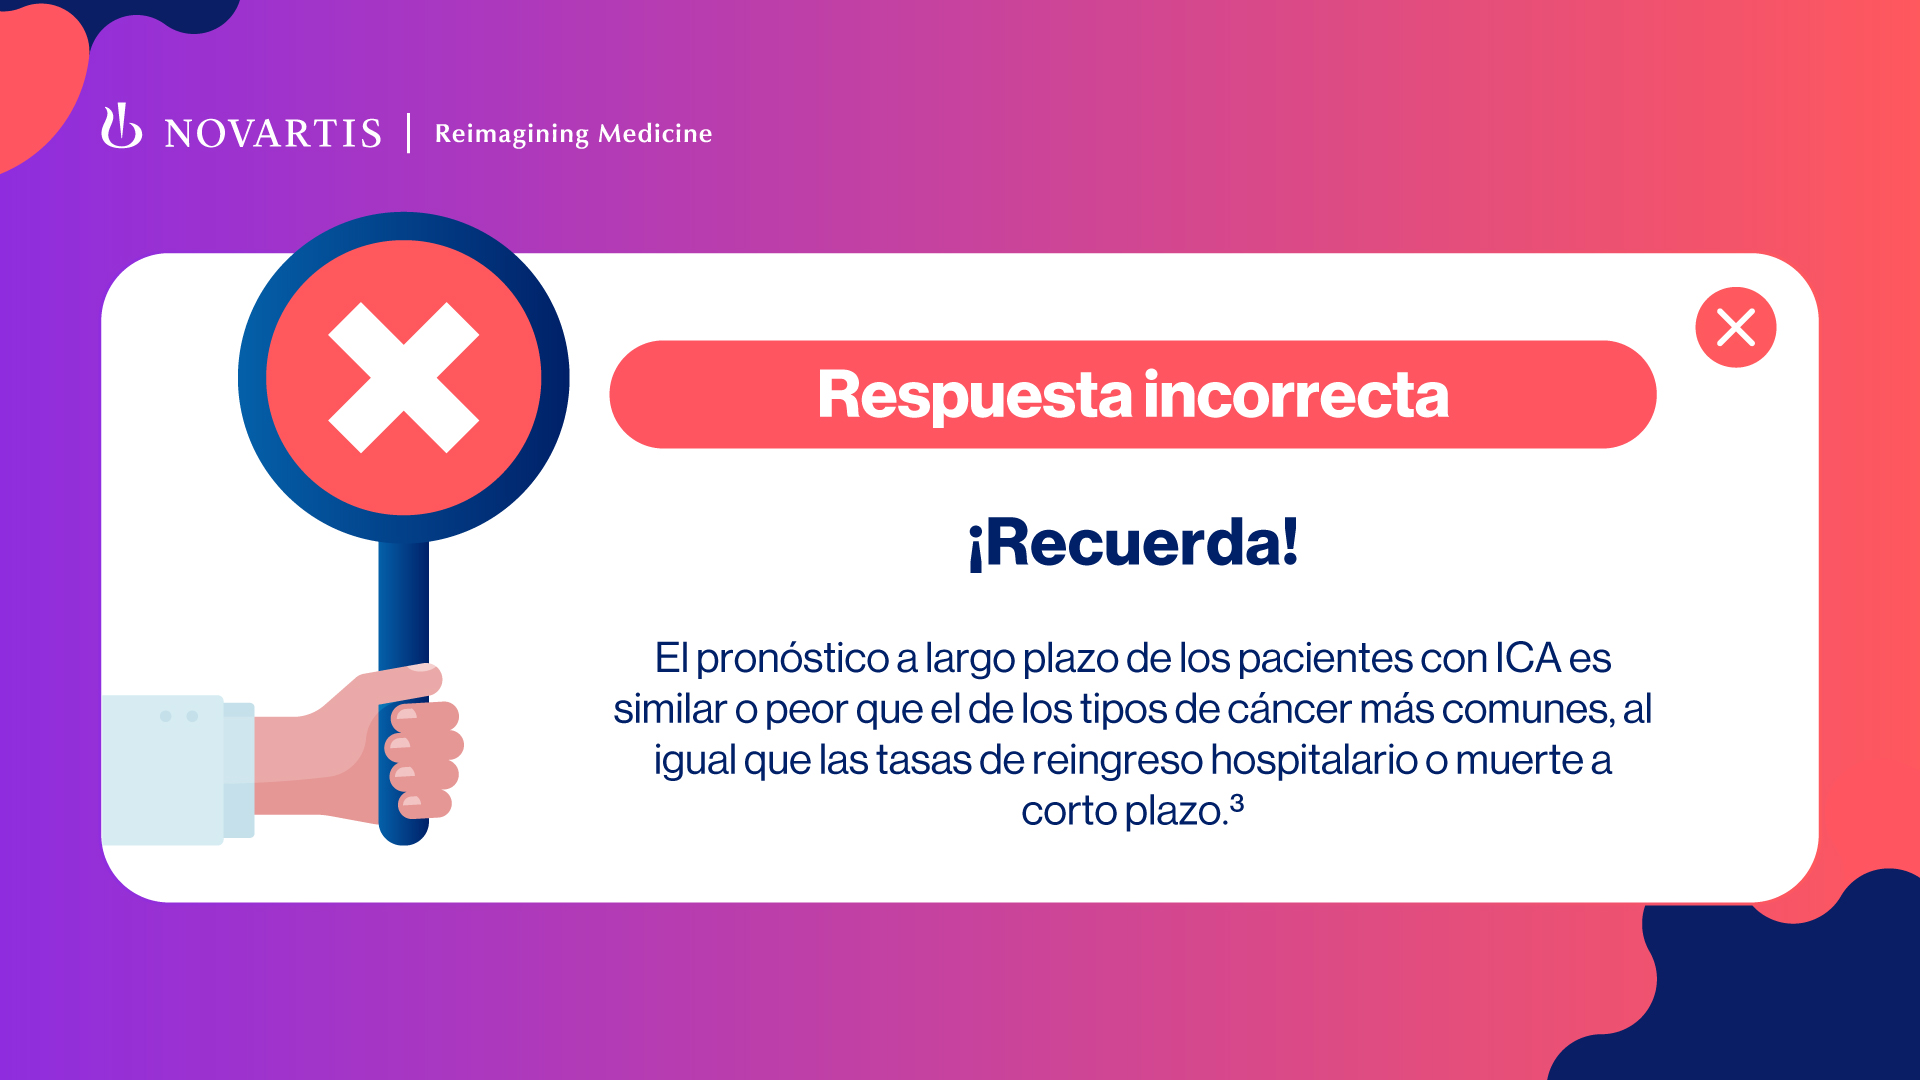 NOVARTIS | Reimagining Medicine
Respuesta incorrecta
¡Recuerda!
El pronóstico a largo plazo de los pacientes con ICA es
similar o peor que el de los tipos de cáncer más comunes, al
igual que las tasas de reingreso hospitalario o muerte a
corto plazo.³